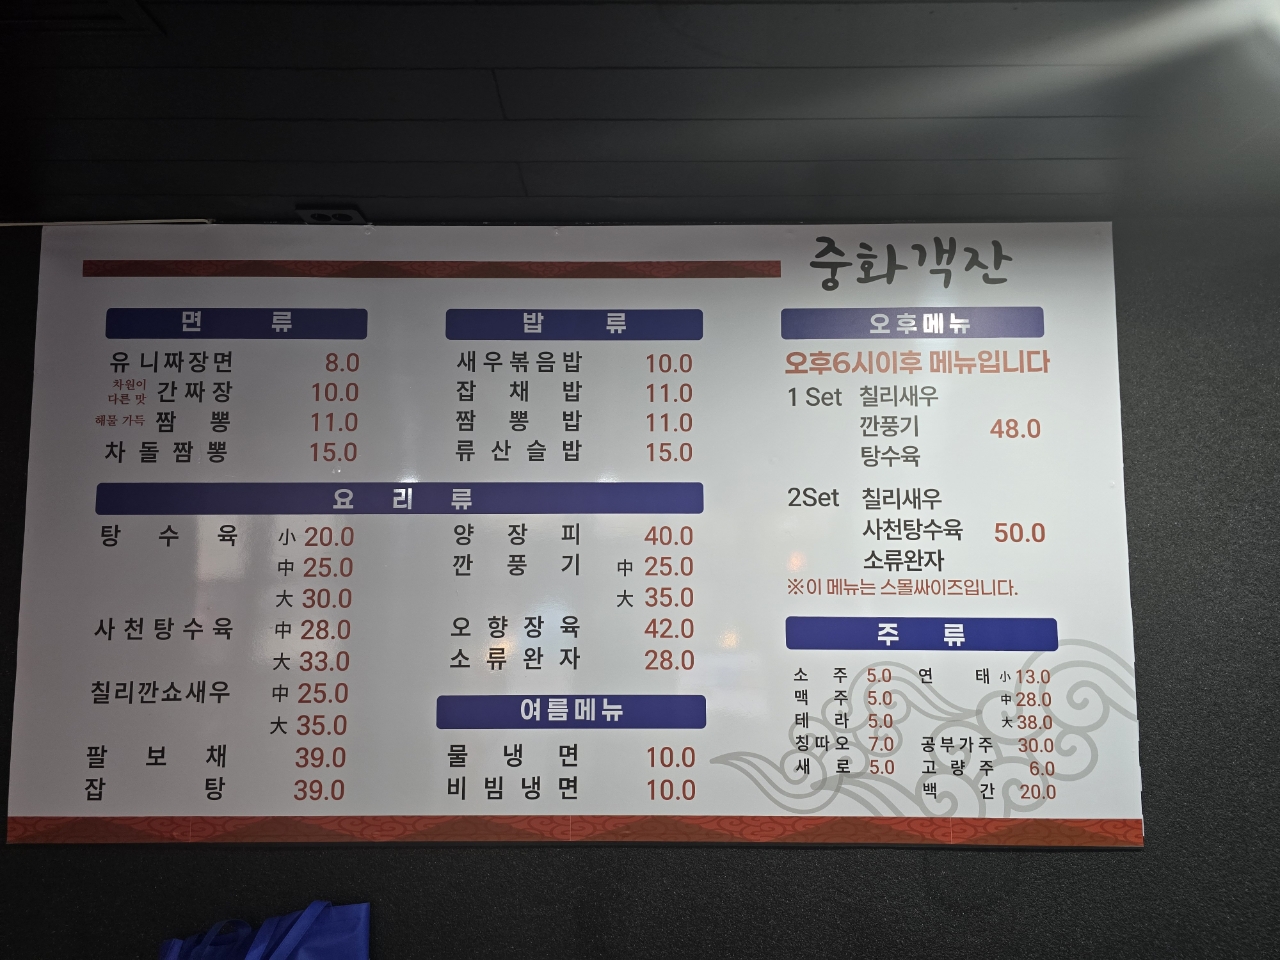 중화객잔
면 류
유니짜장면 8.0
차원이 다른 맛 간짜장 10.0
해물 가득 짬뽕 11.0
차돌짬뽕 15.0
밥 류
새우볶음밥 10.0
잡채밥 11.0
짬뽕밥 11.0
류산슬밥 15.0
요 리 류
탕수육 小 20.0
中 25.0
大 30.0
사천탕수육 中 28.0
大 33.0
칠리깐쇼새우 中 25.0
大 35.0
팔보채 39.0
잡탕 39.0
양장피 40.0
깐풍기 中 25.0
大 35.0
오향장육 42.0
소류완자 28.0
여름메뉴
물냉면 10.0
비빔냉면 10.0
오후메뉴
오후6시이후 메뉴입니다
1 Set 칠리새우
깐풍기 48.0
탕수육
2Set 칠리새우
사천탕수육 50.0
소류완자
※이 메뉴는 스몰싸이즈입니다.
주 류
소주 5.0
맥주 5.0
테라 5.0
칭따오 7.0
새로 5.0
연태 小 13.0
中 28.0
大 38.0
공부가주 30.0
고량주 6.0
백간 20.0